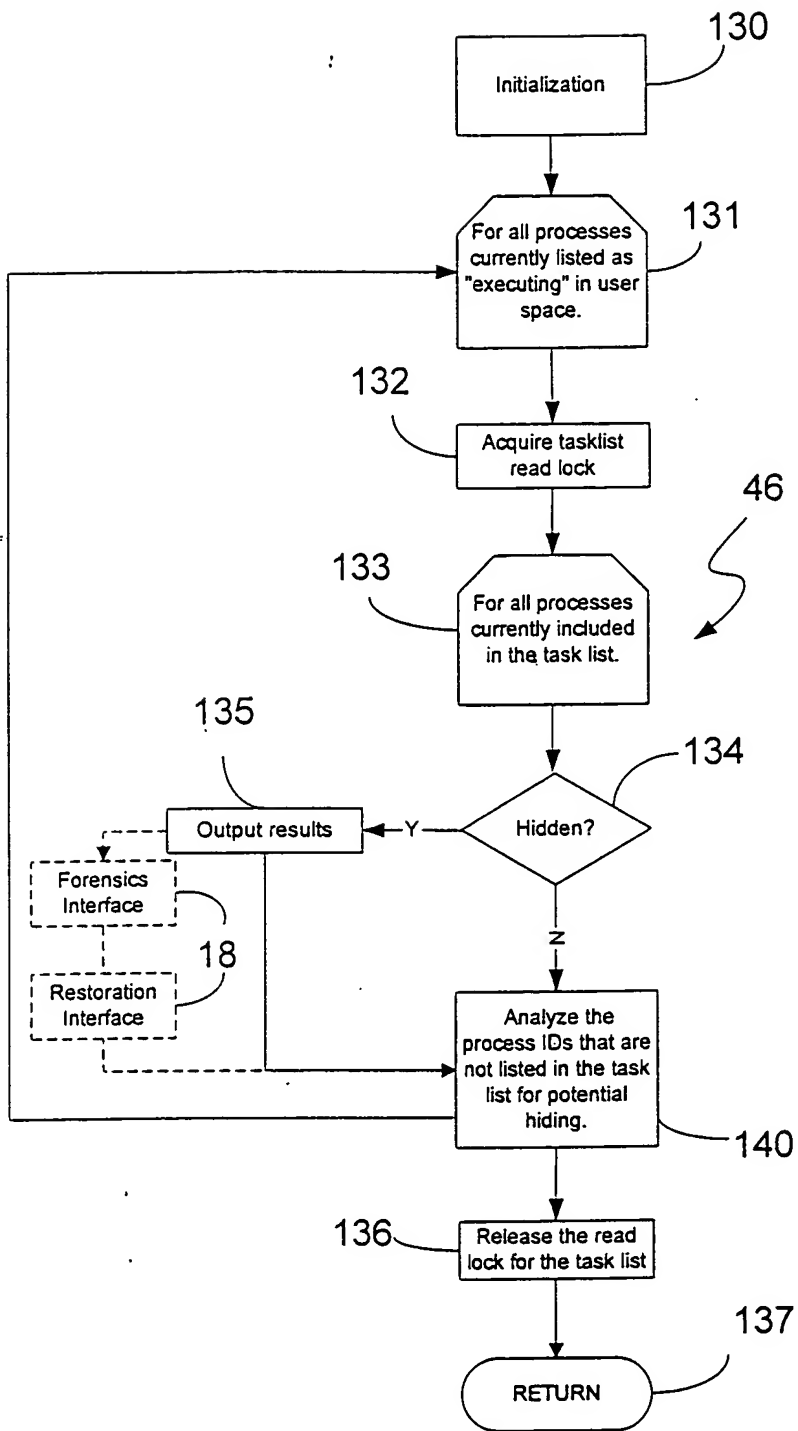 130
Initialization
131
For all processes
currently listed as
"executing" in user
space.
132
Acquire tasklist
read lock
46
133
For all processes
currently included
in the task list.
135
134
Output results
Y
Hidden?
Forensics
Interface
18
N
Restoration
Interface
Analyze the
process IDs that are
not listed in the task
list for potential
hiding.
140
136
Release the read
lock for the task list
137
RETURN